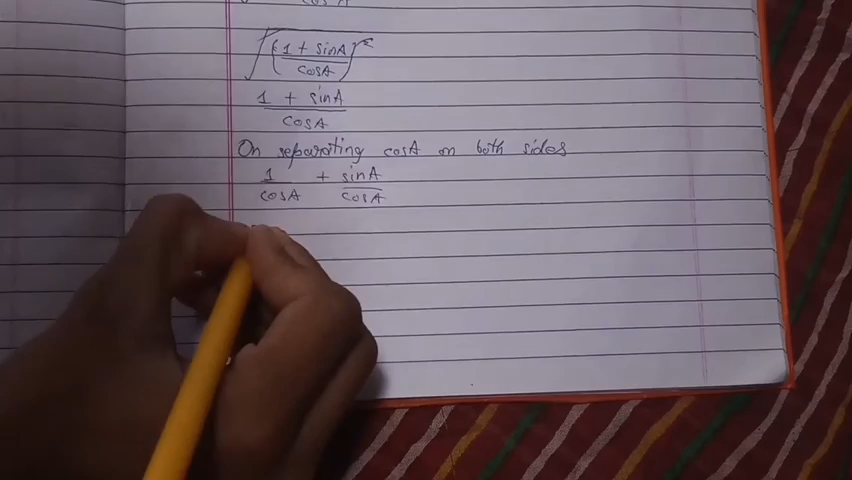 √((1 + sinA)/cosA)²
(1 + sinA)/cosA
On separating cosA on both sides
1/cosA + sinA/cosA